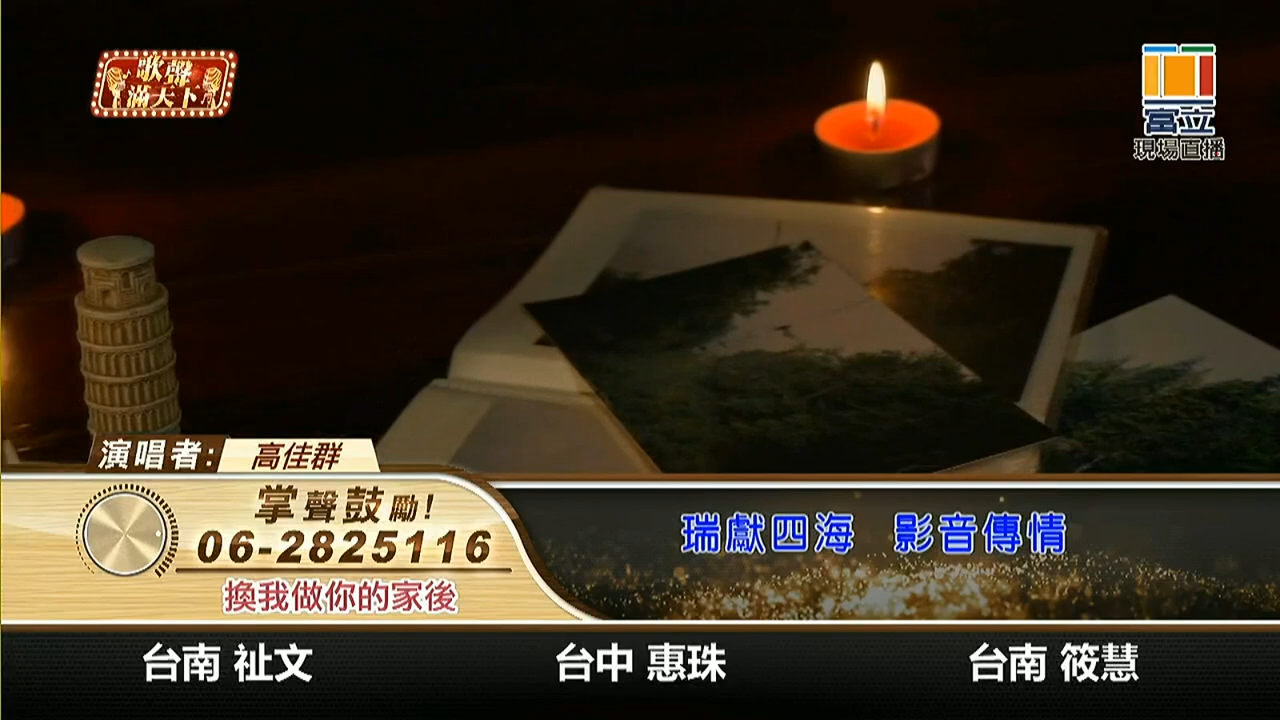 歌聲
滿天下
富立
現場直播
演唱者: 高佳群
掌聲鼓勵!
06-2825116
換我做你的家後
瑞獻四海 影音傳情
台南 祉文 台中 惠珠 台南 筱慧